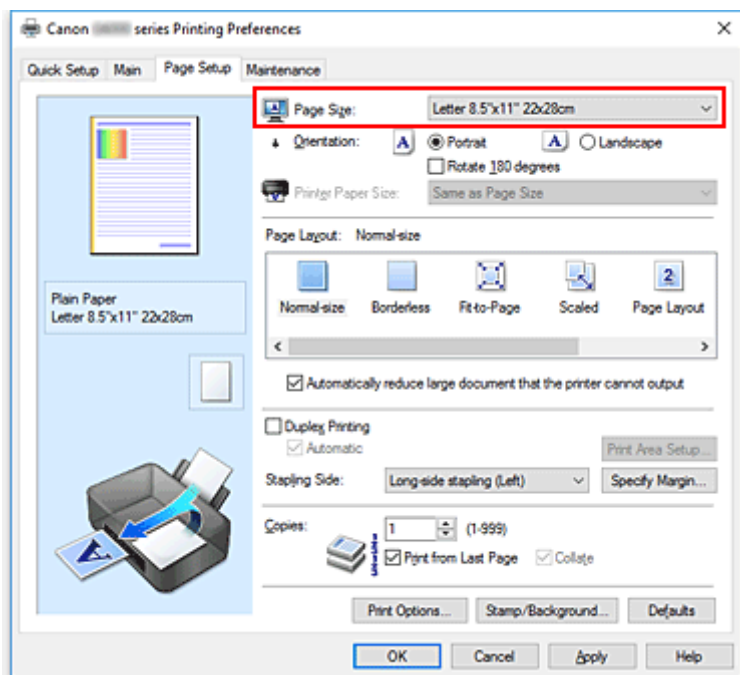 Canon series Printing Preferences
Quick Setup Main Page Setup Maintenance
Page Size: Letter 8.5"x11" 22x28cm
Orientation: A Portrait A Landscape
Rotate 180 degrees
Printer Paper Size: Same as Page Size
Page Layout: Normal-size
2
Normal-size Borderless Fit-to-Page Scaled Page Layout
Automatically reduce large document that the printer cannot output
Plain Paper
Letter 8.5"x11" 22x28cm
Duplex Printing
Automatic Print Area Setup...
Stapling Side: Long-side stapling (Left) Specify Margin...
Copies: 1 (1-999)
Print from Last Page Collate
A
Print Options... Stamp/Background... Defaults
OK Cancel Apply Help